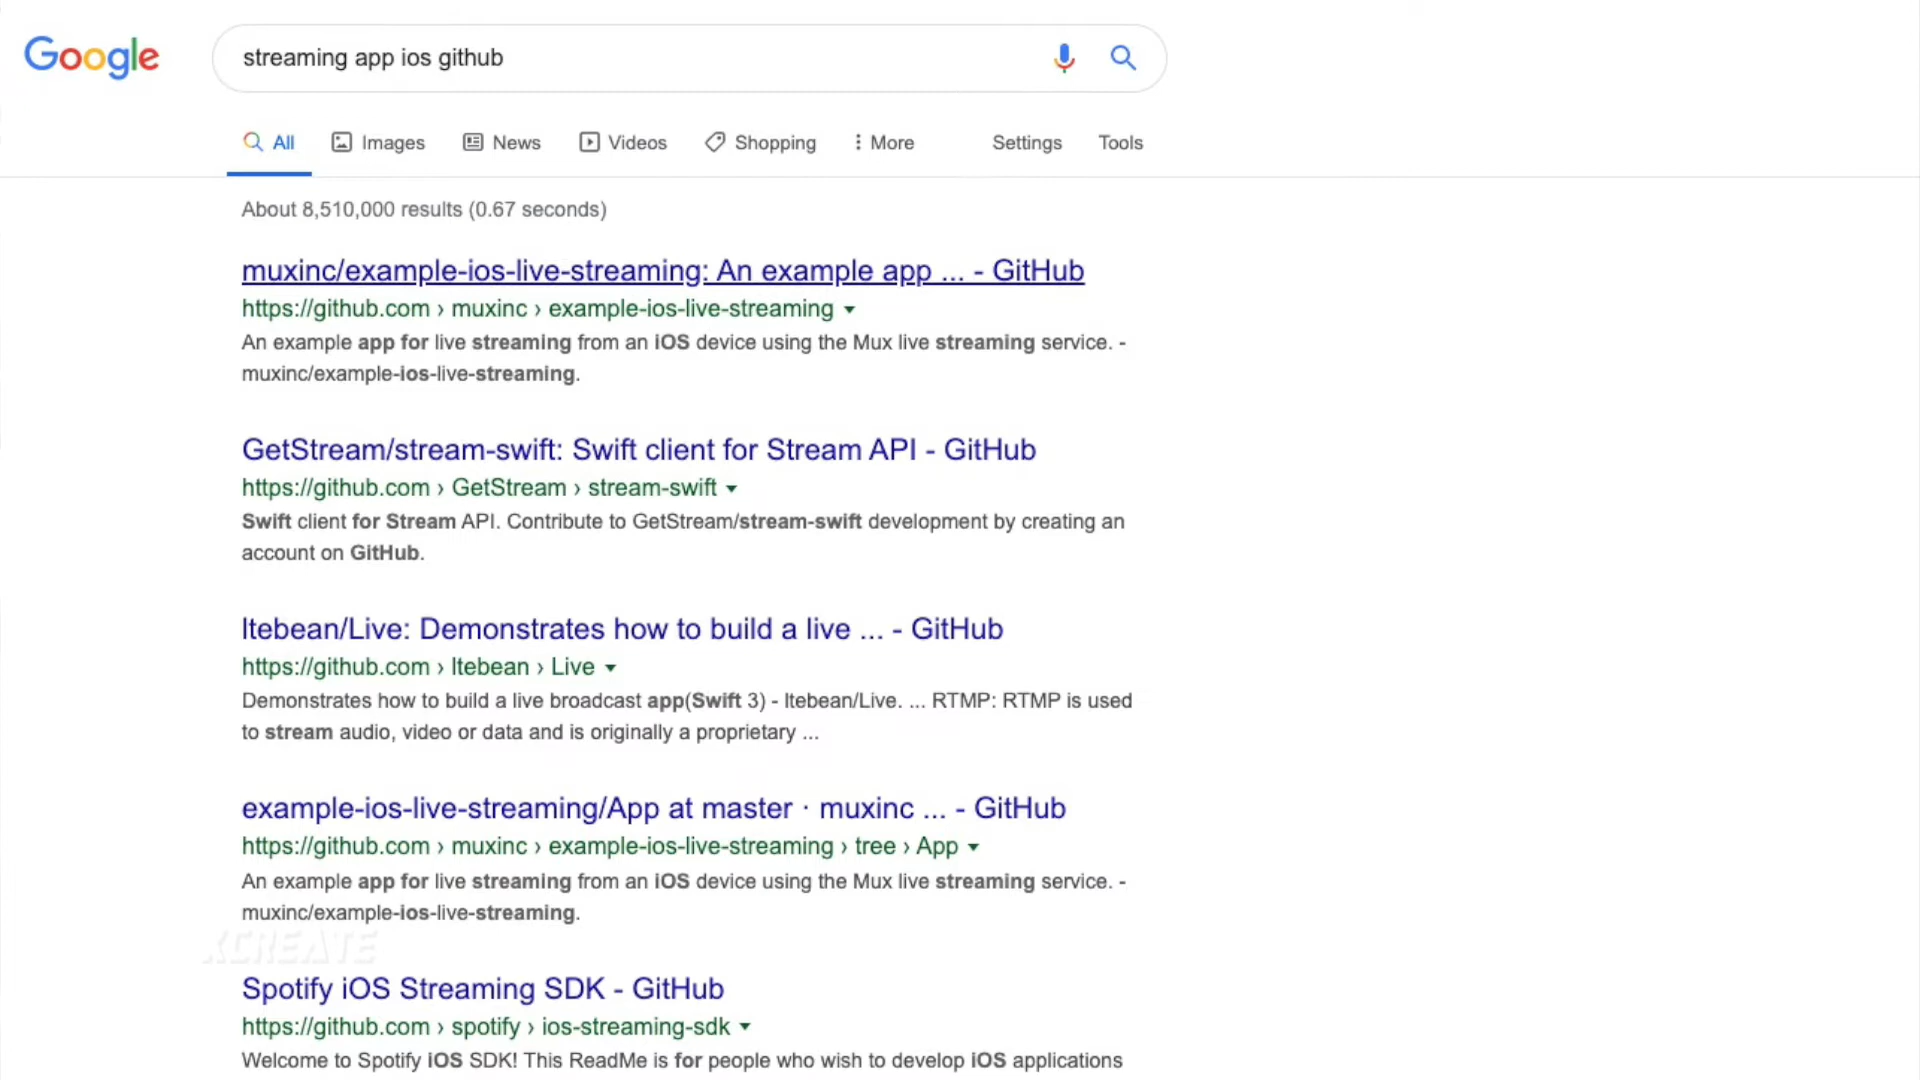 Google
streaming app ios github
All Images News Videos Shopping More Settings Tools
About 8,510,000 results (0.67 seconds)
muxinc/example-ios-live-streaming: An example app ... - GitHub
https://github.com › muxinc › example-ios-live-streaming
An example app for live streaming from an iOS device using the Mux live streaming service. -
muxinc/example-ios-live-streaming.
GetStream/stream-swift: Swift client for Stream API - GitHub
https://github.com › GetStream › stream-swift
Swift client for Stream API. Contribute to GetStream/stream-swift development by creating an
account on GitHub.
ltebean/Live: Demonstrates how to build a live ... - GitHub
https://github.com › ltebean › Live
Demonstrates how to build a live broadcast app(Swift 3) - ltebean/Live. ... RTMP: RTMP is used
to stream audio, video or data and is originally a proprietary ...
example-ios-live-streaming/App at master · muxinc ... - GitHub
https://github.com › muxinc › example-ios-live-streaming › tree › App
An example app for live streaming from an iOS device using the Mux live streaming service. -
muxinc/example-ios-live-streaming.
XCREATE
Spotify iOS Streaming SDK - GitHub
https://github.com › spotify › ios-streaming-sdk
Welcome to Spotify iOS SDK! This ReadMe is for people who wish to develop iOS applications